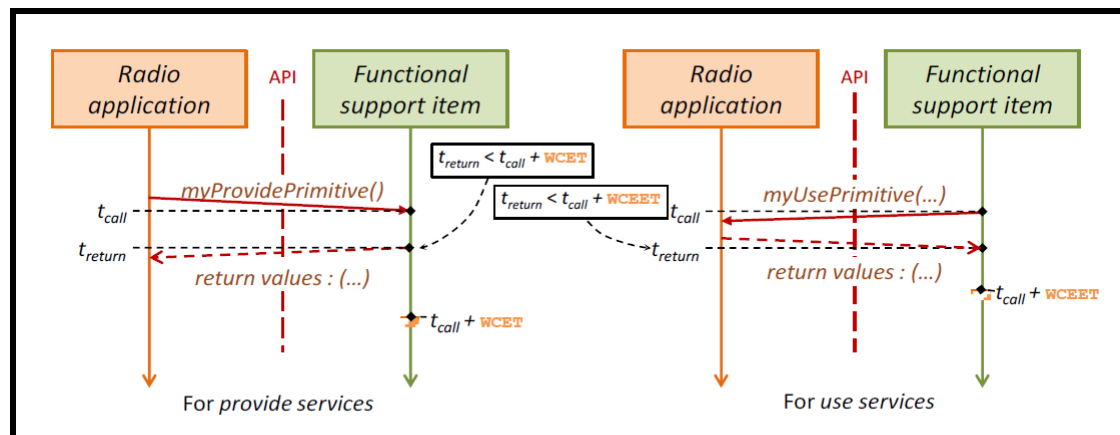 Radio
application
API
Functional
support item
Radio
application
API
Functional
support item
t_return < t_call + WCET
myProvidePrimitive()
t_return < t_call + WCEET
myUsePrimitive(...)
t_call
t_call
t_return
t_return
return values : (...)
return values : (...)
t_call + WCEET
t_call + WCET
For provide services
For use services